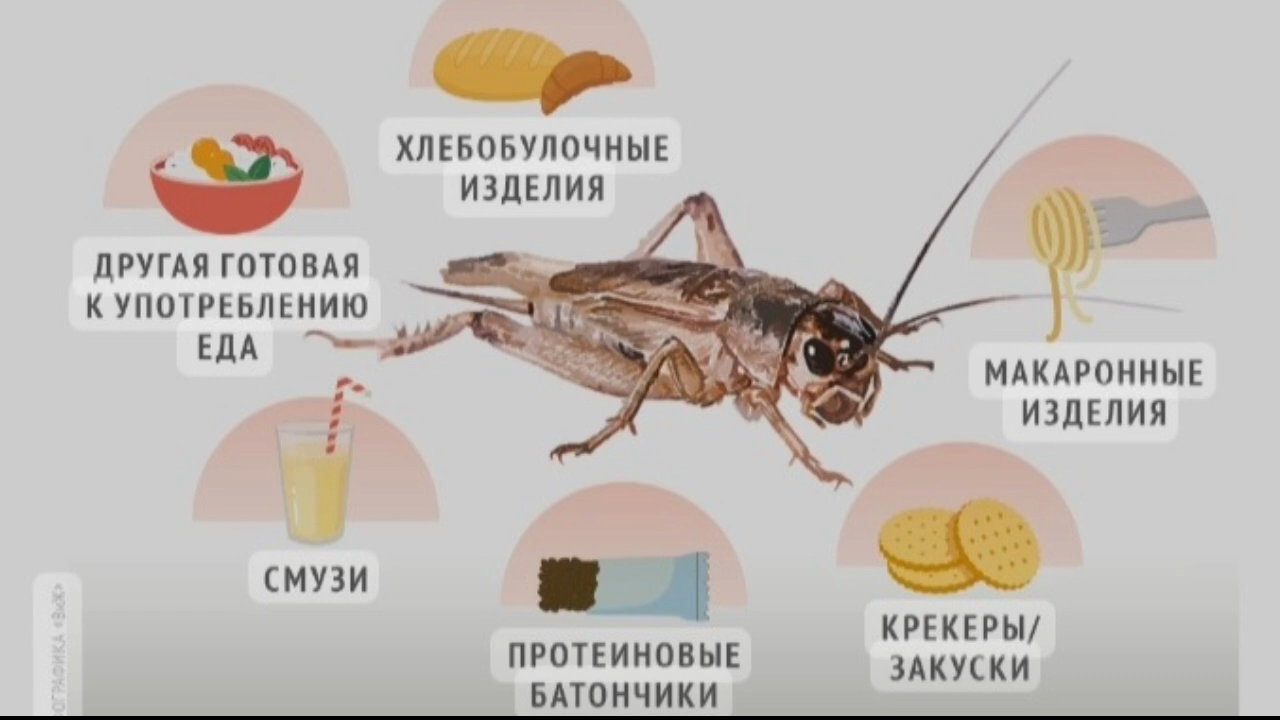 ХЛЕБОБУЛОЧНЫЕ
ИЗДЕЛИЯ
ДРУГАЯ ГОТОВАЯ
К УПОТРЕБЛЕНИЮ
ЕДА
МАКАРОННЫЕ
ИЗДЕЛИЯ
СМУЗИ
ПРОТЕИНОВЫЕ
БАТОНЧИКИ
КРЕКЕРЫ/
ЗАКУСКИ